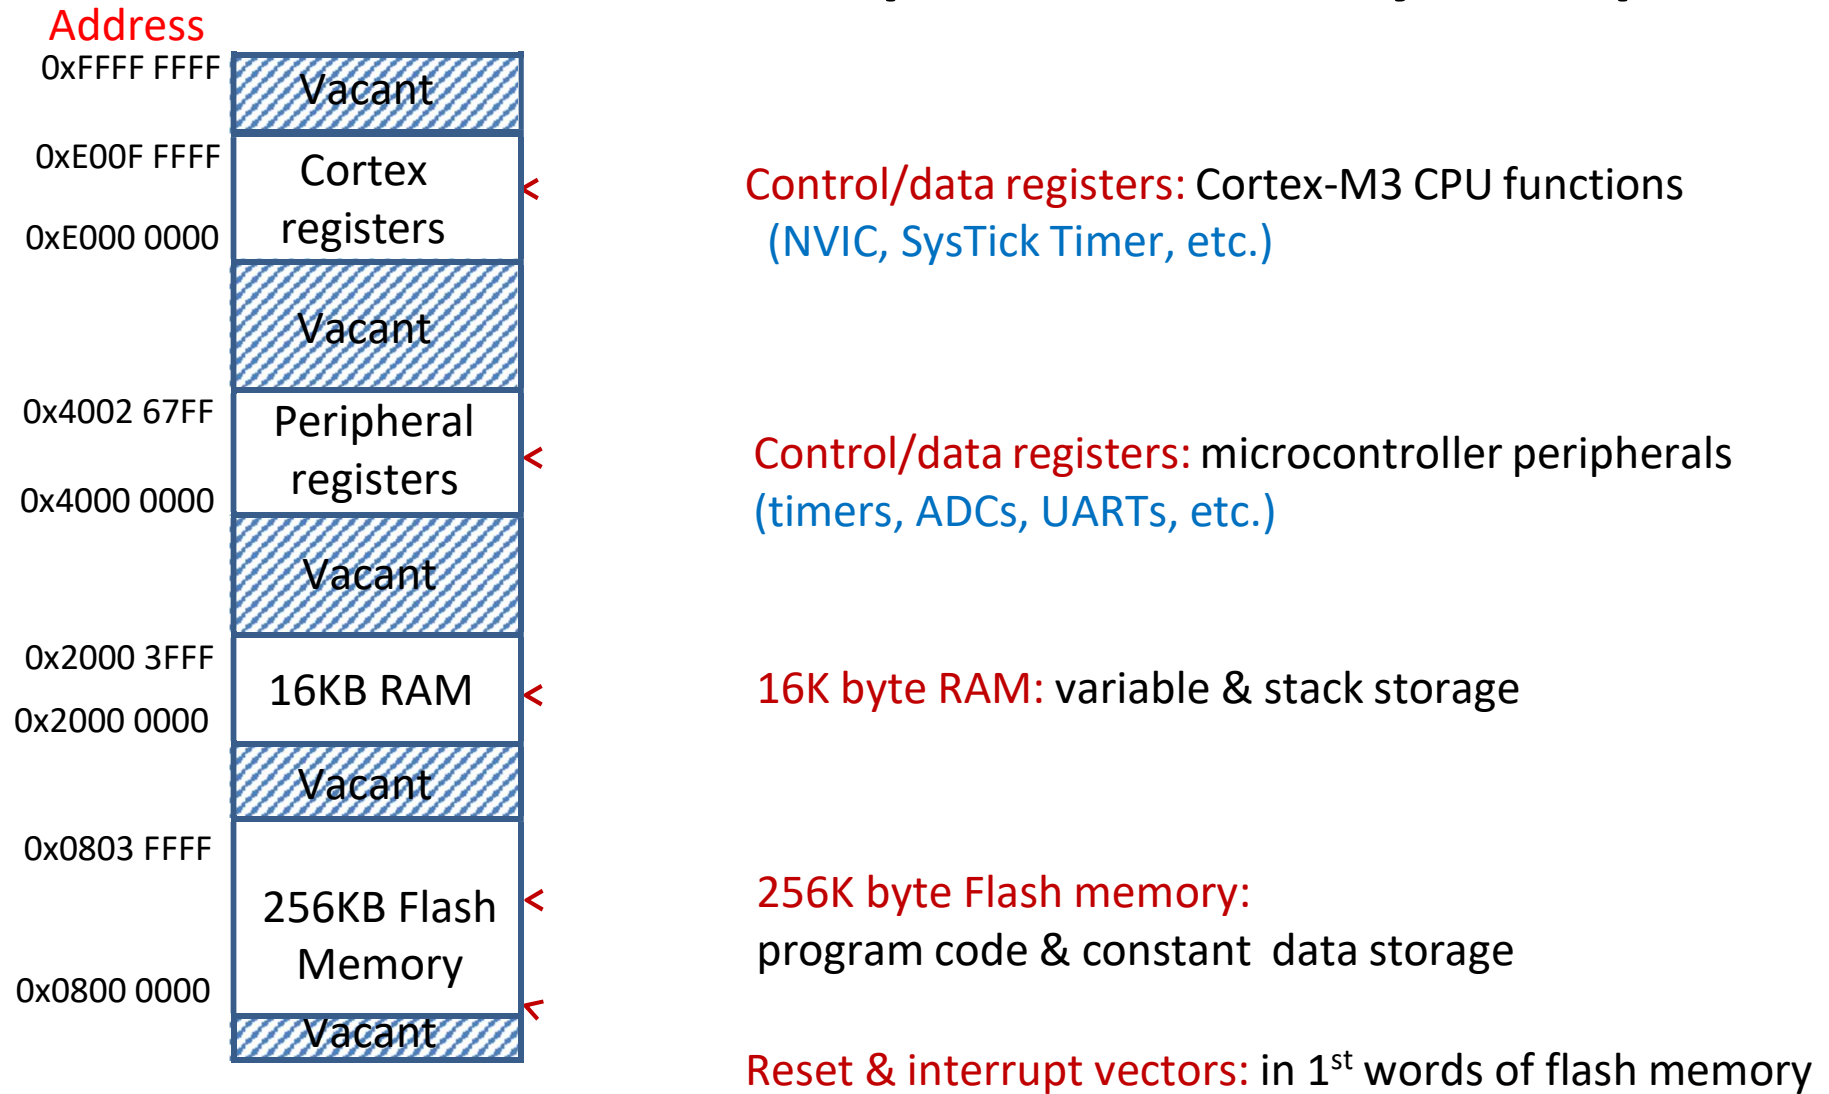 Address
0xFFFF FFFF
Vacant
0xE00F FFFF
Cortex
registers
0xE000 0000
Control/data registers: Cortex-M3 CPU functions
(NVIC, SysTick Timer, etc.)
Vacant
0x4002 67FF
Peripheral
registers
0x4000 0000
Control/data registers: microcontroller peripherals
(timers, ADCs, UARTs, etc.)
Vacant
0x2000 3FFF
16KB RAM
0x2000 0000
16K byte RAM: variable & stack storage
Vacant
0x0803 FFFF
256KB Flash
Memory
0x0800 0000
256K byte Flash memory:
program code & constant data storage
Vacant
Reset & interrupt vectors: in 1st words of flash memory